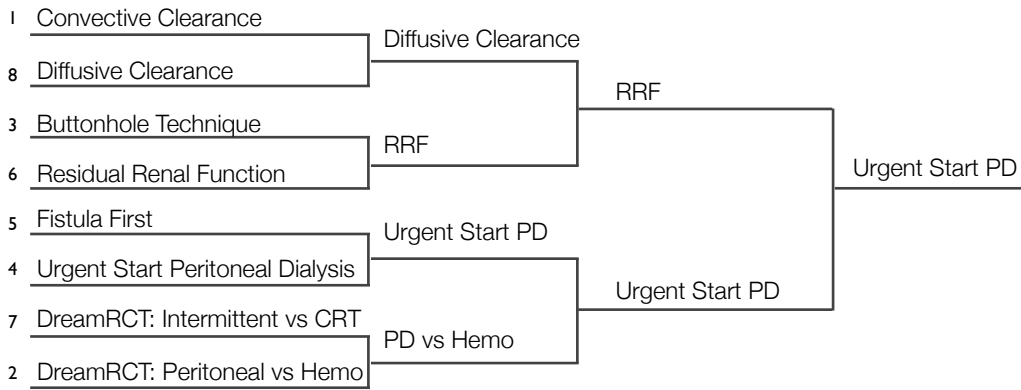 1 Convective Clearance
Diffusive Clearance
8 Diffusive Clearance
RRF
3 Buttonhole Technique
RRF
6 Residual Renal Function
Urgent Start PD
5 Fistula First
Urgent Start PD
4 Urgent Start Peritoneal Dialysis
Urgent Start PD
7 DreamRCT: Intermittent vs CRT
PD vs Hemo
2 DreamRCT: Peritoneal vs Hemo